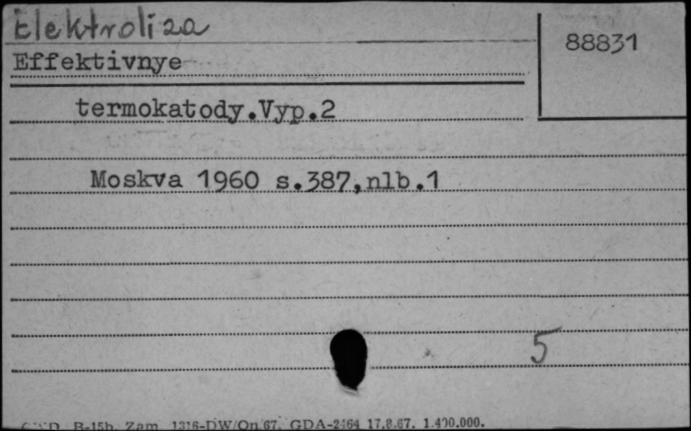 Elektroliza
88831
Effektivnye
termokatody.Vyp.2
Moskva 1960 s.387,nlb.1
5
B-15b. Zam. 1316-DW/On/67. GDA-2464 17.8.67. 1.400.000.